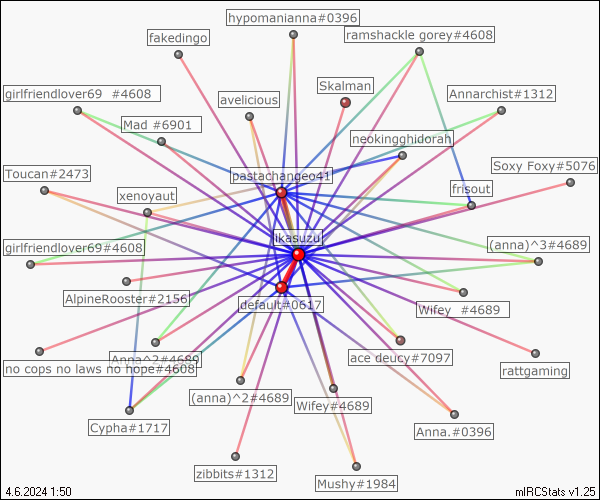 hypomanianna#0396
fakedingo
ramshackle gorey#4608
Skalman
girlfriendlover69 #4608
avelicious
Annarchist#1312
Mad #6901
neokingghidorah
Soxy Foxy#5076
Toucan#2473
pastachangeo41
xenoyaut
frisout
ikasuzu
girlfriendlover69#4608
(anna)^3#4689
AlpineRooster#2156
default#0617
Wifey #4689
Anna^2#4689
ace deucy#7097
no cops no laws no hope#4608
rattgaming
(anna)^2#4689
Wifey#4689
Cypha#1717
Anna.#0396
zibbits#1312
Mushy#1984
4.6.2024 1:50
mIRCStats v1.25